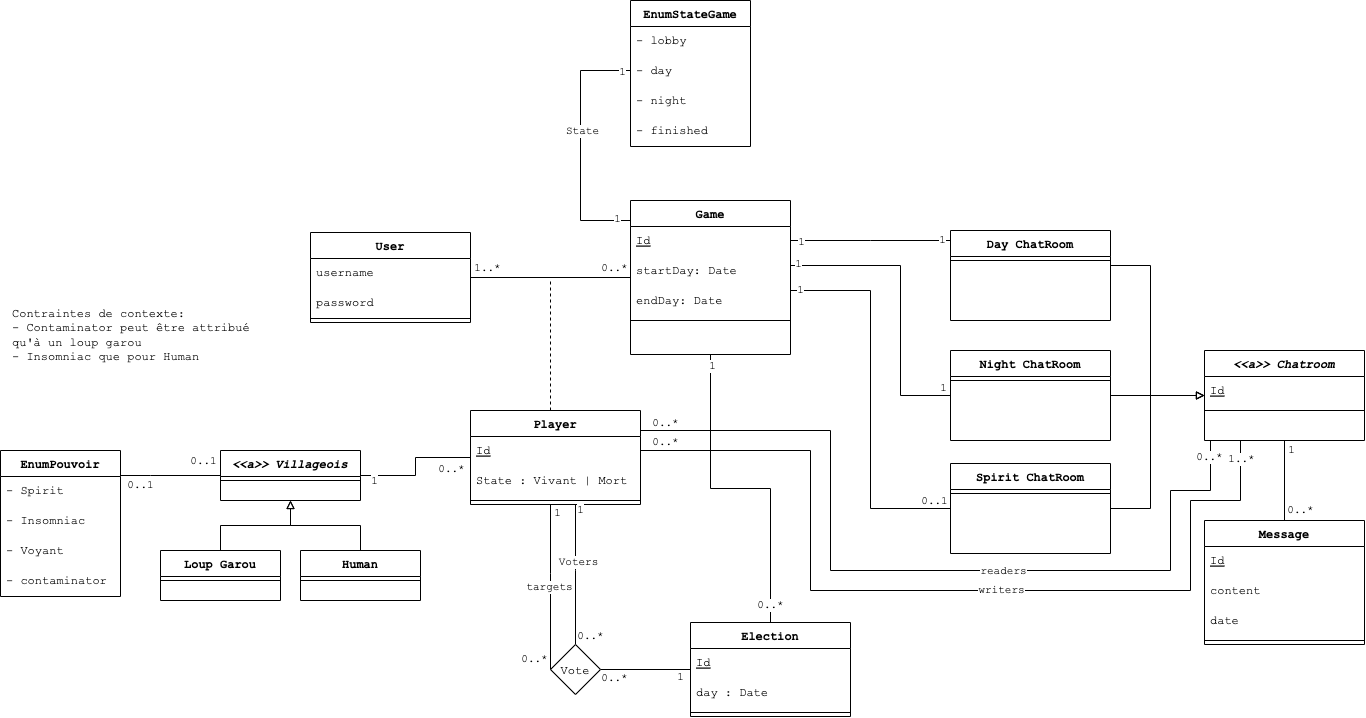 EnumStateGame
- lobby
- day
- night
- finished
1
State
1
Game
Id
startDay: Date
endDay: Date
User
username
password
1..*
0..*
1
1
1
1
1
1
0..1
Day ChatRoom
Night ChatRoom
Spirit ChatRoom
<<a>> Chatroom
Id
Contraintes de contexte:
- Contaminator peut être attribué
qu'à un loup garou
- Insomniac que pour Human
Player
Id
State : Vivant | Mort
0..*
0..*
0..*
1..*
1
0..*
readers
writers
Message
Id
content
date
EnumPouvoir
- Spirit
- Insomniac
- Voyant
- contaminator
0..1
0..1
<<a>> Villageois
1
0..*
Loup Garou
Human
1
1
Voters
targets
0..*
0..*
Vote
0..*
1
1
0..*
Election
Id
day : Date